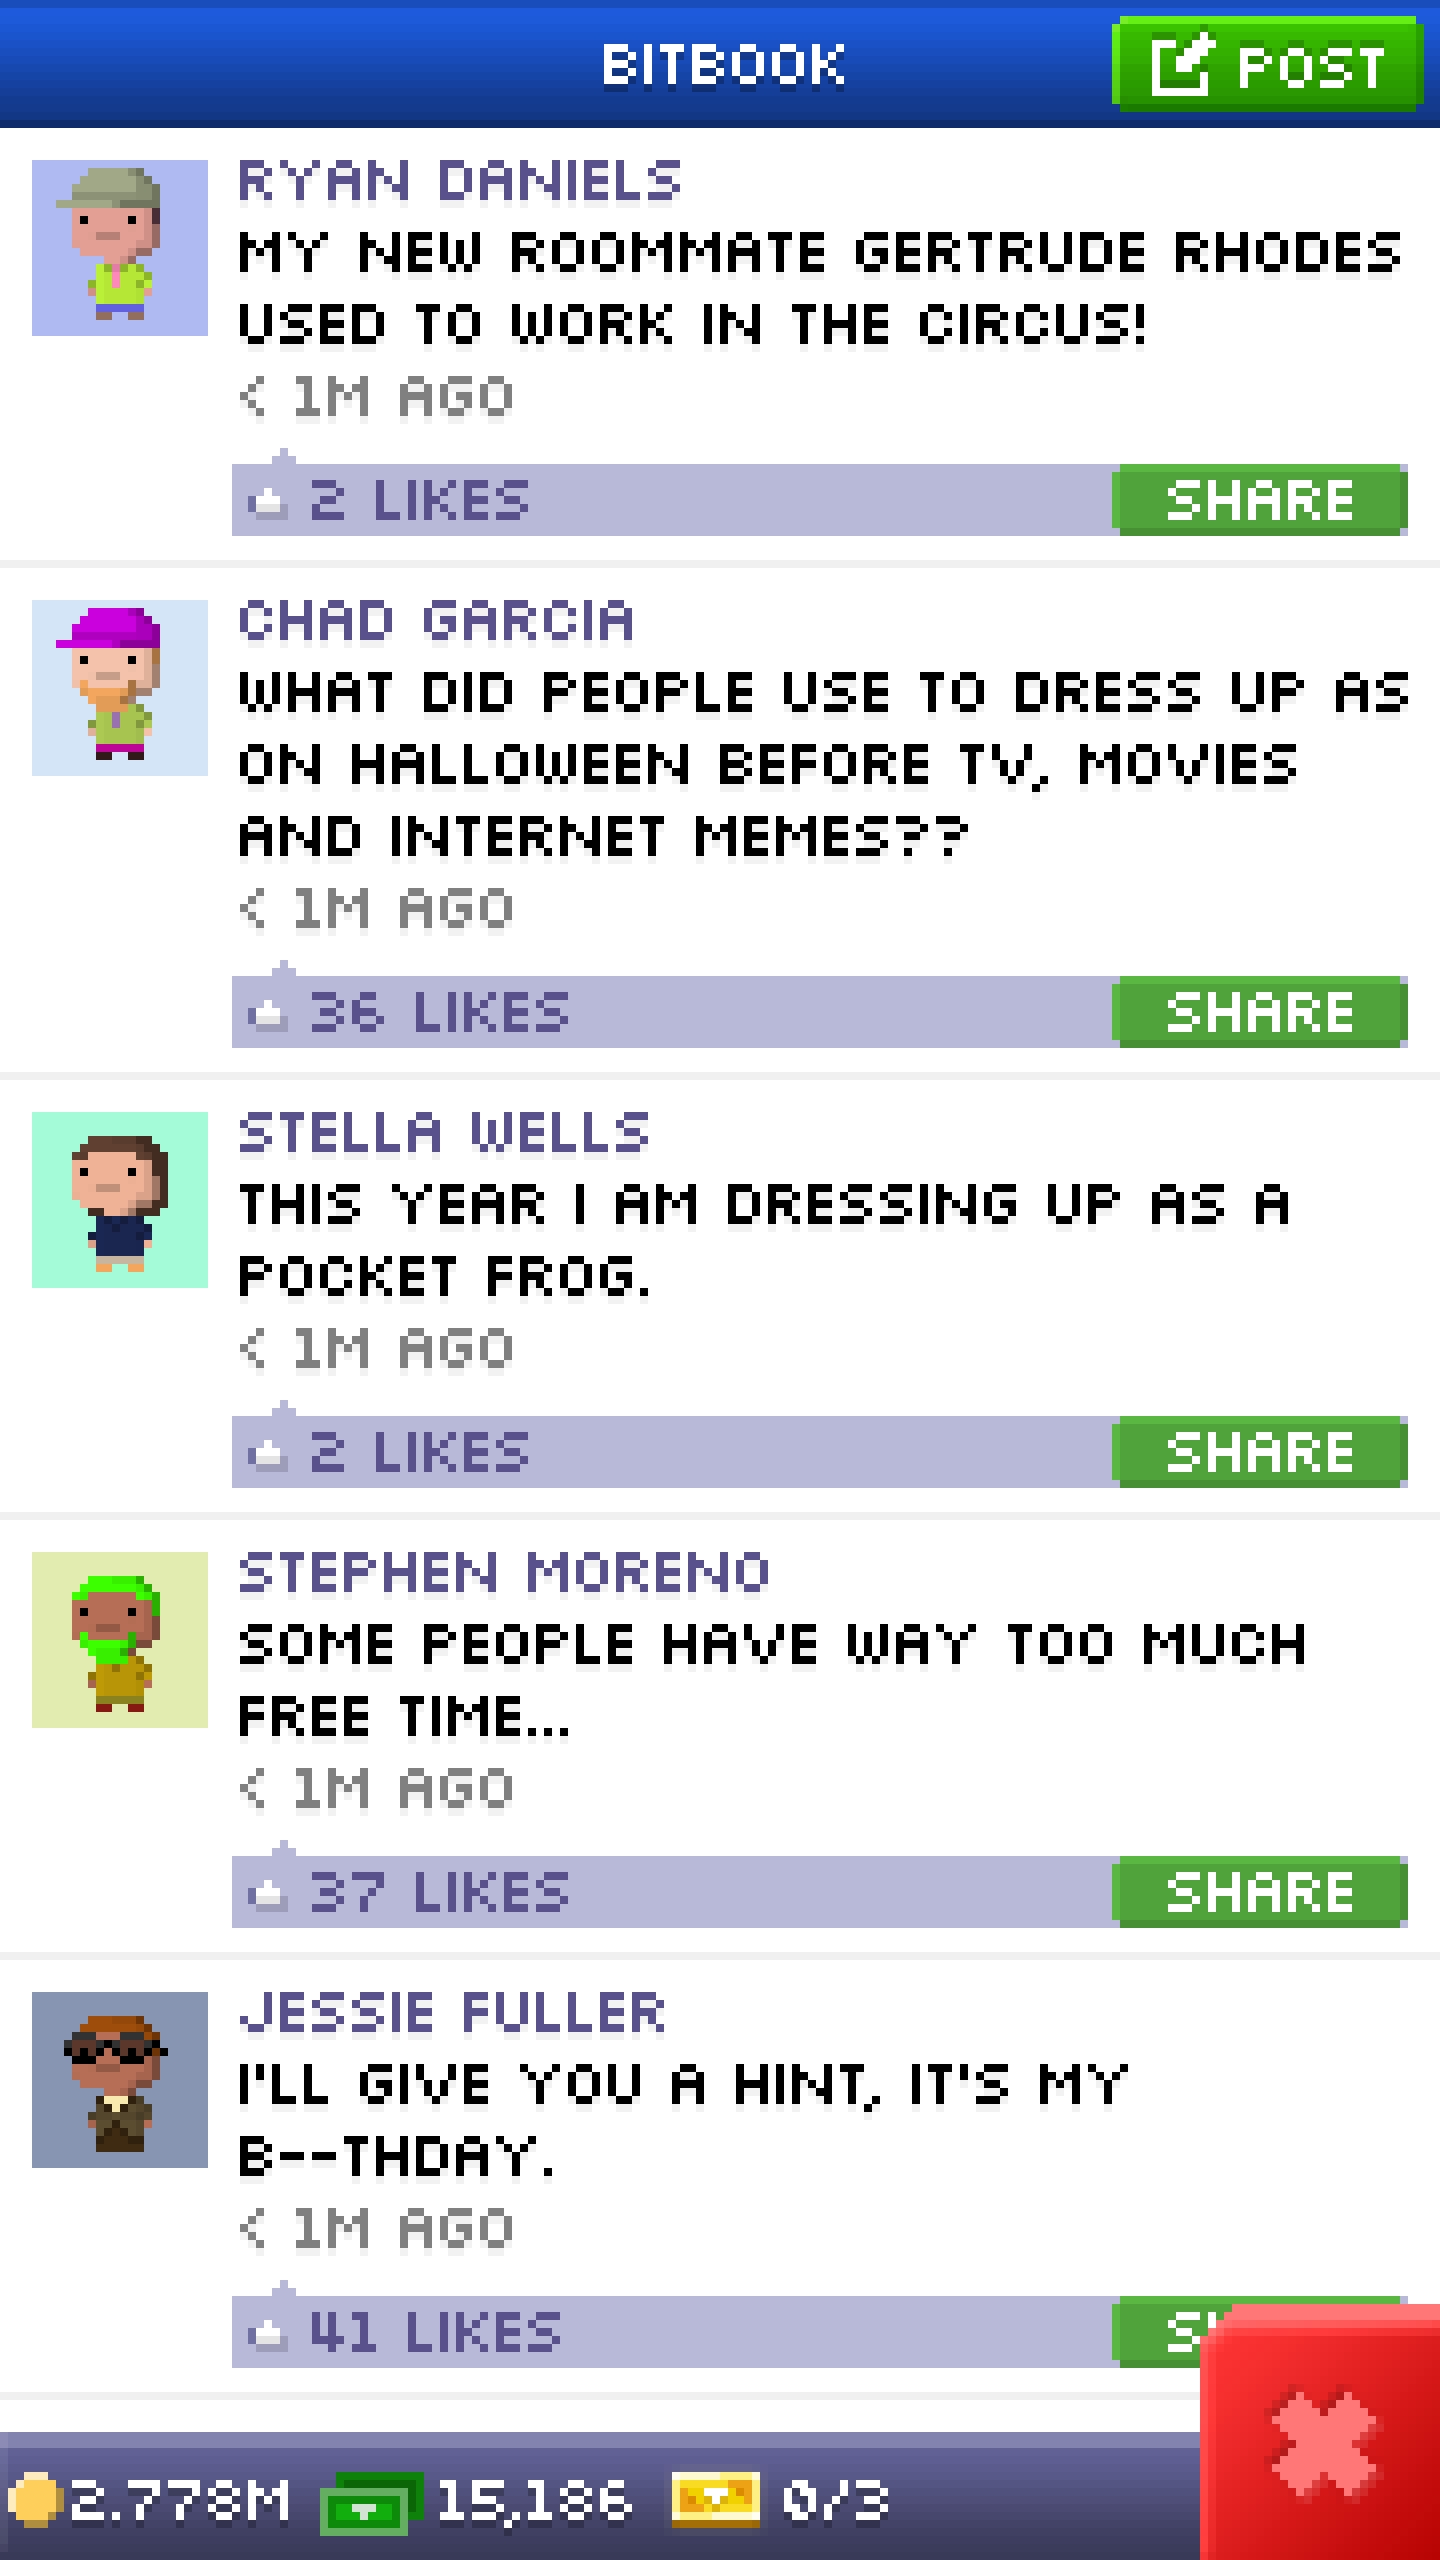 BITBOOK
POST
RYAN DANIELS
MY NEW ROOMMATE GERTRUDE RHODES
USED TO WORK IN THE CIRCUS!
< 1M AGO
2 LIKES
SHARE
CHAD GARCIA
WHAT DID PEOPLE USE TO DRESS UP AS
ON HALLOWEEN BEFORE TV, MOVIES
AND INTERNET MEMES??
< 1M AGO
36 LIKES
SHARE
STELLA WELLS
THIS YEAR I AM DRESSING UP AS A
POCKET FROG.
< 1M AGO
2 LIKES
SHARE
STEPHEN MORENO
SOME PEOPLE HAVE WAY TOO MUCH
FREE TIME...
< 1M AGO
37 LIKES
SHARE
JESSIE FULLER
I'LL GIVE YOU A HINT, IT'S MY
B--THDAY.
< 1M AGO
41 LIKES
2.778M 15,186 0/3